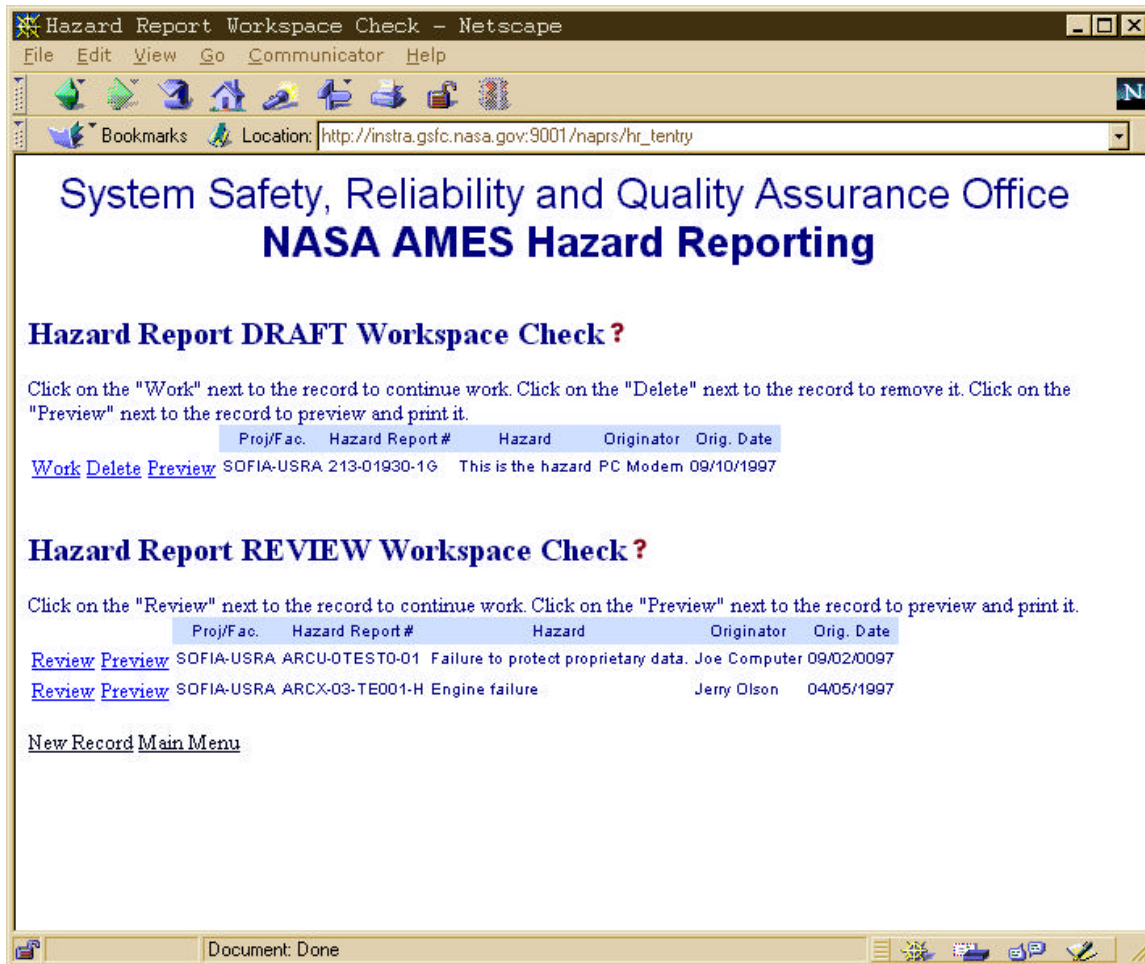 Hazard Report Workspace Check - Netscape
File Edit View Go Communicator Help
N
Bookmarks Location: http://instra.gsfc.nasa.gov:9001/naprs/hr_tentry
System Safety, Reliability and Quality Assurance Office
NASA AMES Hazard Reporting
Hazard Report DRAFT Workspace Check ?
Click on the "Work" next to the record to continue work. Click on the "Delete" next to the record to remove it. Click on the
"Preview" next to the record to preview and print it.
Proj/Fac. Hazard Report # Hazard Originator Orig. Date
Work Delete Preview SOFIA-USRA 213-01930-1G This is the hazard PC Modem 09/10/1997
Hazard Report REVIEW Workspace Check ?
Click on the "Review" next to the record to continue work. Click on the "Preview" next to the record to preview and print it.
Proj/Fac. Hazard Report # Hazard Originator Orig. Date
Review Preview SOFIA-USRA ARCU-0TEST0-01 Failure to protect proprietary data. Joe Computer 09/02/0097
Review Preview SOFIA-USRA ARCX-03-TE001-H Engine failure Jerry Olson 04/05/1997
New Record Main Menu
Document: Done